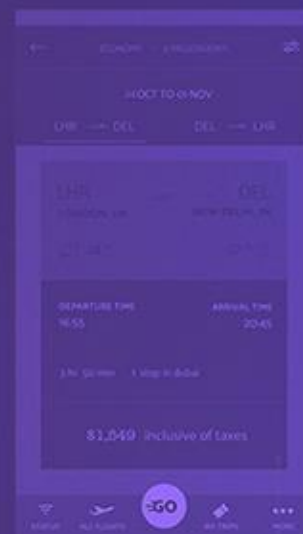 ECONOMY
OCT TO 01 NOV
LHR DEL
DEL LHR
LHR DEL
LONDON, UK NEW DELHI, IN
DEPARTURE TIME ARRIVAL TIME
16:55 20:45
1 stop in dubai
$1,049 inclusive of taxes
STATUS ALL FLIGHTS GO MY TRIPS MORE